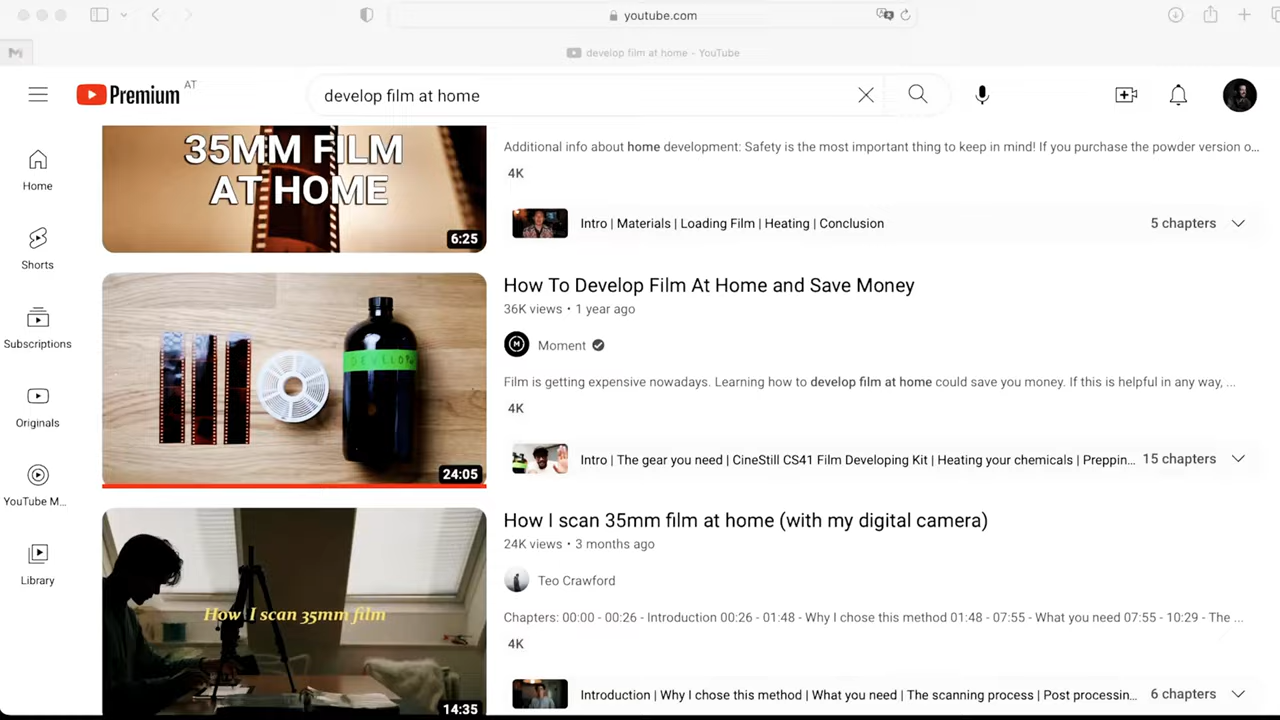 youtube.com
develop film at home - YouTube
Premium AT
develop film at home
Home
Shorts
Subscriptions
Originals
YouTube M...
Library
35MM FILM
AT HOME
6:25
Additional info about home development: Safety is the most important thing to keep in mind! If you purchase the powder version o...
4K
Intro | Materials | Loading Film | Heating | Conclusion
5 chapters
DEVELOP
24:05
How To Develop Film At Home and Save Money
36K views • 1 year ago
M Moment
Film is getting expensive nowadays. Learning how to develop film at home could save you money. If this is helpful in any way, ...
4K
Intro | The gear you need | CineStill CS41 Film Developing Kit | Heating your chemicals | Preppin...
15 chapters
How I scan 35mm film
14:35
How I scan 35mm film at home (with my digital camera)
24K views • 3 months ago
Teo Crawford
Chapters: 00:00 - 00:26 - Introduction 00:26 - 01:48 - Why I chose this method 01:48 - 07:55 - What you need 07:55 - 10:29 - The ...
4K
Introduction | Why I chose this method | What you need | The scanning process | Post processin...
6 chapters